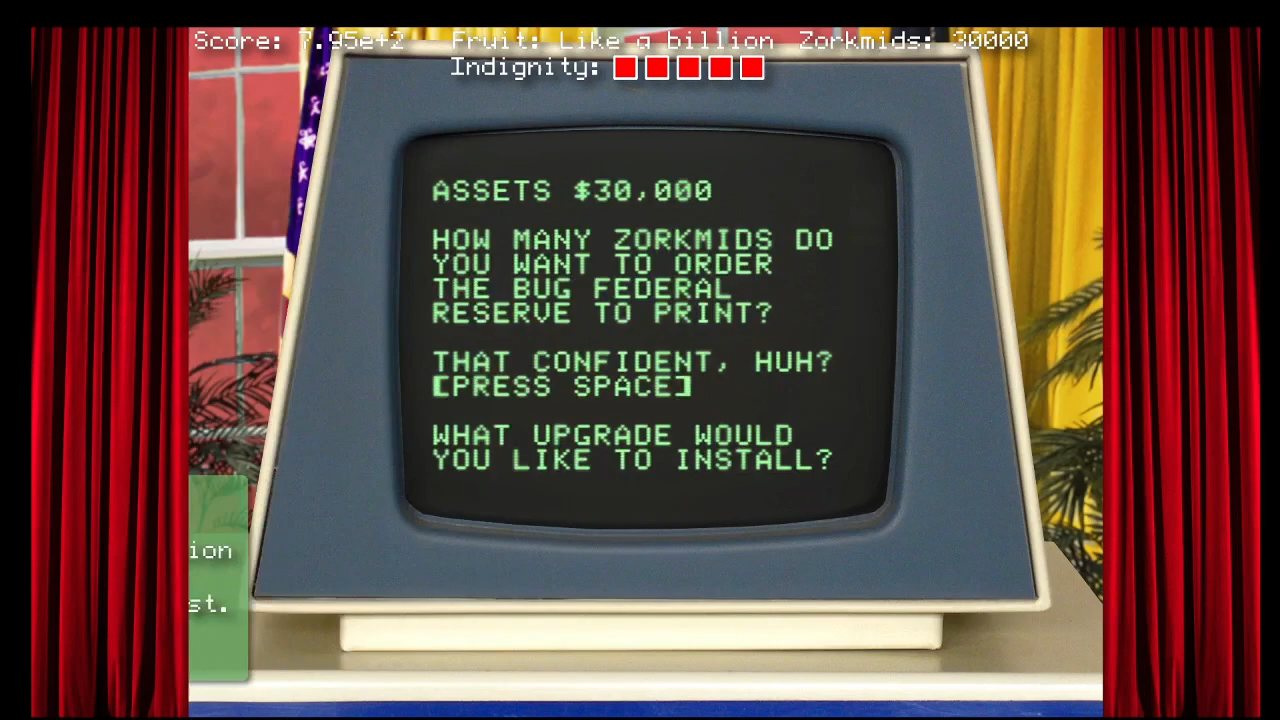 Score: 7.95e+2 Fruit: Like a billion Zorkmids: 30000
Indignity:
ASSETS $30,000
HOW MANY ZORKMIDS DO
YOU WANT TO ORDER
THE BUG FEDERAL
RESERVE TO PRINT?
THAT CONFIDENT, HUH?
[PRESS SPACE]
WHAT UPGRADE WOULD
YOU LIKE TO INSTALL?
ion
st.